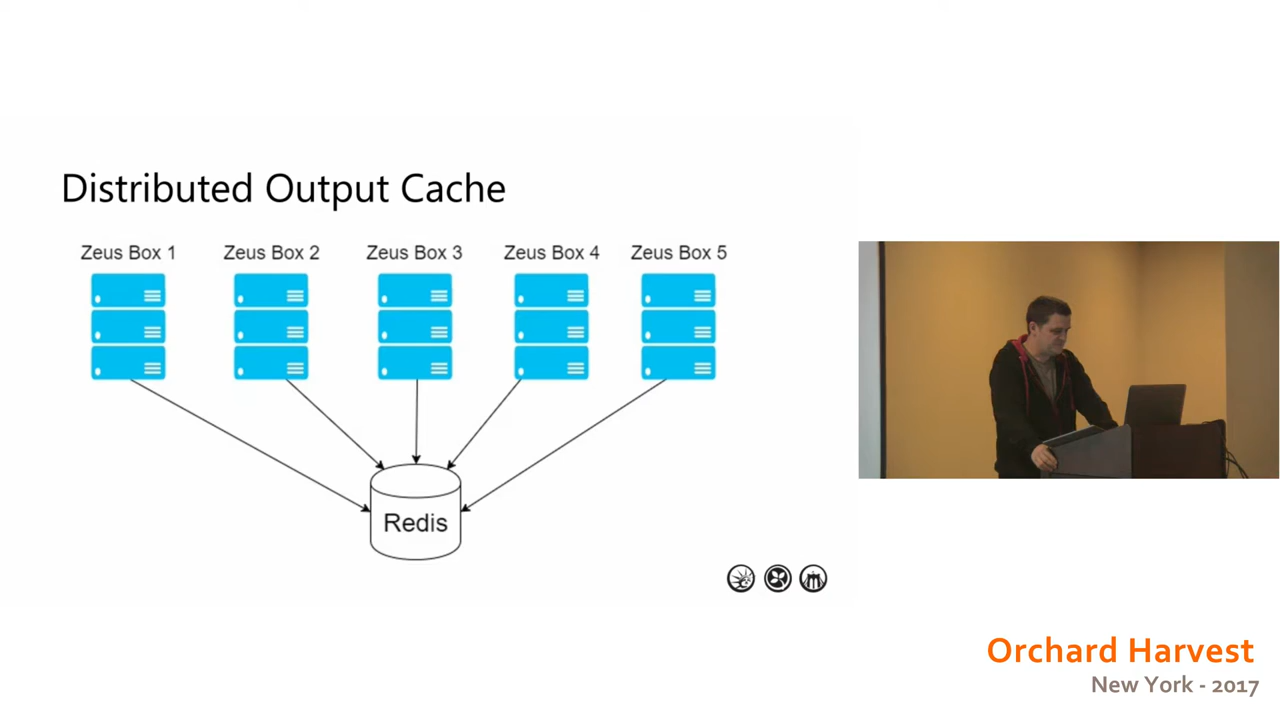 Distributed Output Cache
Zeus Box 1 Zeus Box 2 Zeus Box 3 Zeus Box 4 Zeus Box 5
Redis
Orchard Harvest
New York - 2017